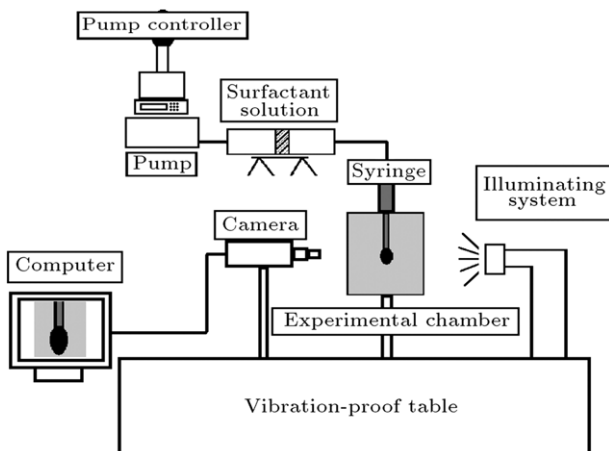 Pump controller
Surfactant
solution
Pump
Syringe
Illuminating
system
Camera
Computer
Experimental chamber
Vibration-proof table